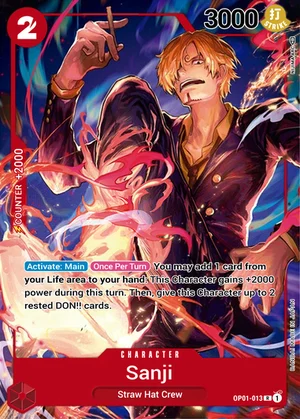 2
3000
打
STRIKE
COUNTER +2000
Activate: Main Once Per Turn You may add 1 card from
your Life area to your hand: This Character gains +2000
power during this turn. Then, give this Character up to 2
rested DON!! cards.
CHARACTER
Sanji
Straw Hat Crew
OP01-013 R 1